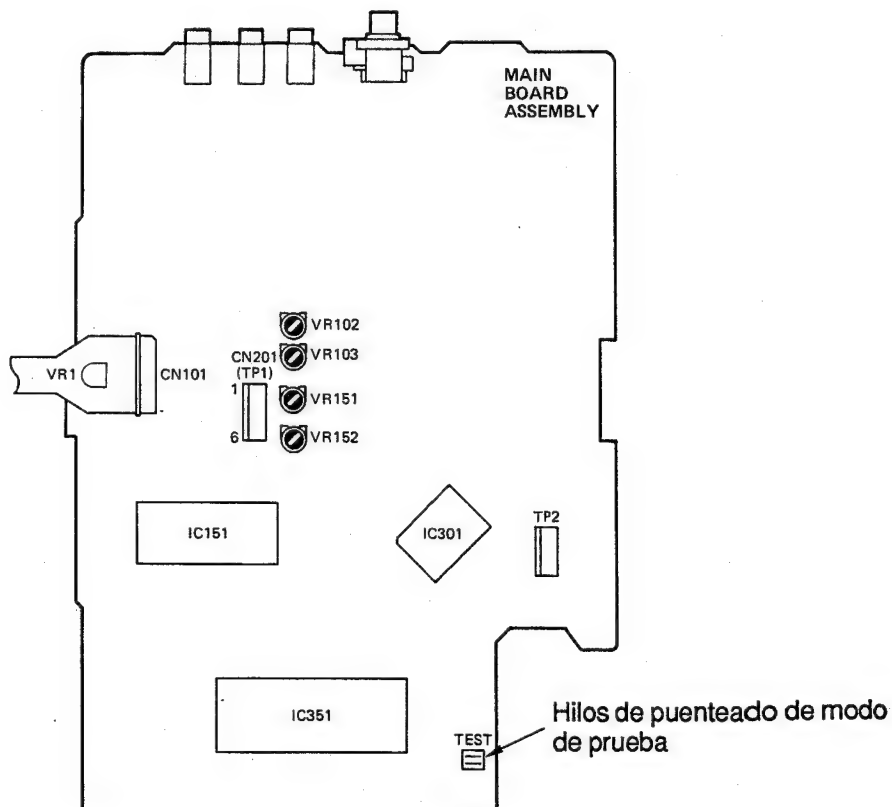 MAIN
BOARD
ASSEMBLY
VR102
VR103
CN201
(TP1)
1
VR1
CN101
VR151
6
VR152
IC151
IC301
TP2
IC351
TEST
Hilos de puenteado de modo
de prueba